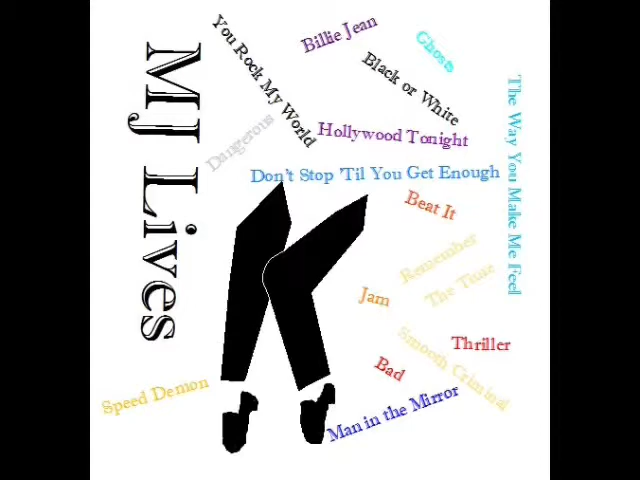 MJ Lives
You Rock My World
Billie Jean
Ghosts
Black or White
Dangerous
Hollywood Tonight
The Way You Make Me Feel
Don't Stop 'Til You Get Enough
Beat It
Remember
The Time
Jam
Thriller
Smooth Criminal
Bad
Speed Demon
Man in the Mirror